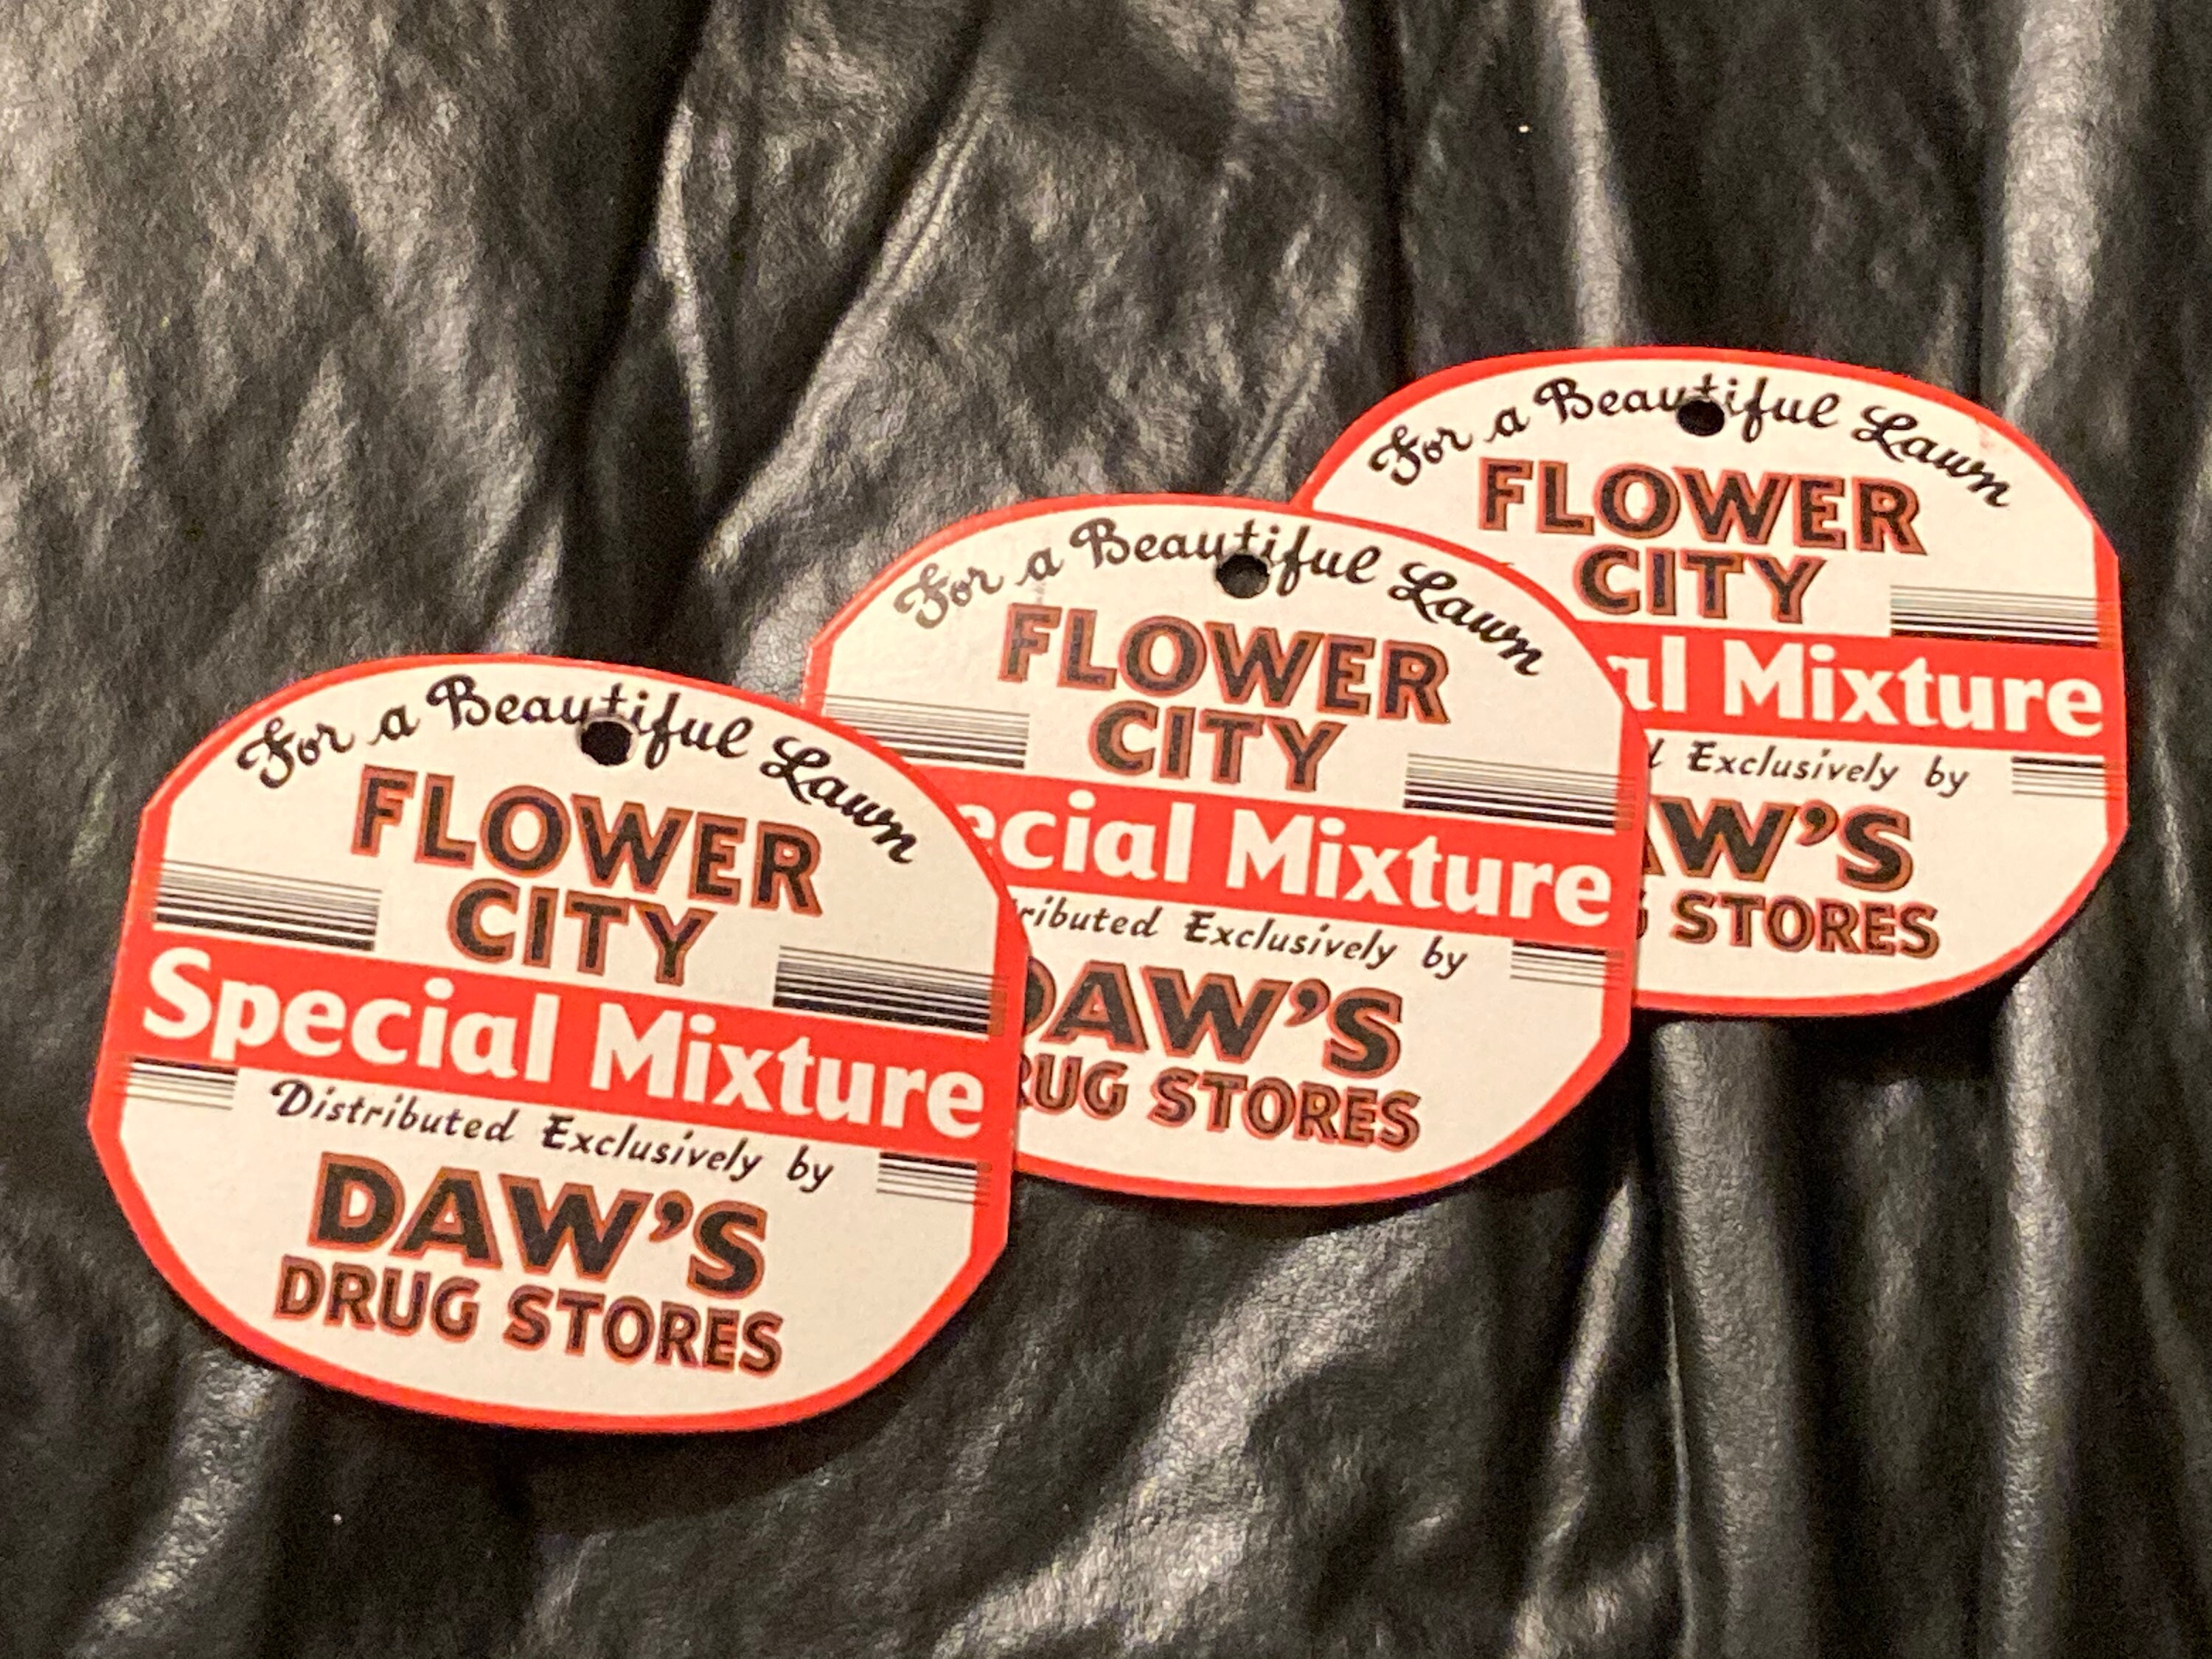 For a Beautiful Lawn
FLOWER
CITY
Special Mixture
Distributed Exclusively by
DAW'S
DRUG STORES
For a Beautiful Lawn
FLOWER
CITY
ecial Mixture
ributed Exclusively by
DAW'S
RUG STORES
For a Beautiful Lawn
FLOWER
CITY
al Mixture
d Exclusively by
AW'S
G STORES